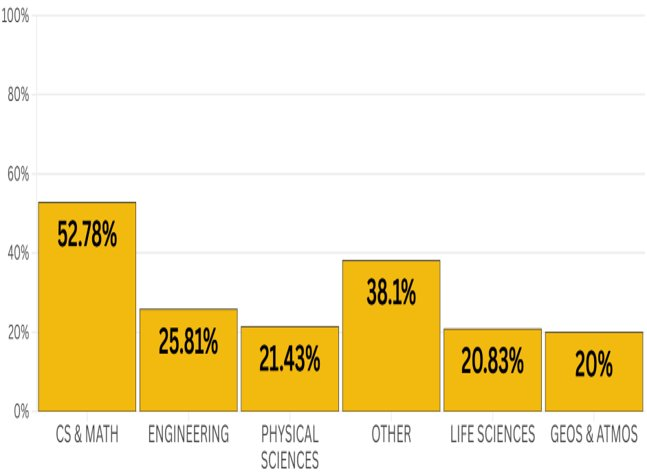 100%
80%
60%
40%
20%
0%
52.78%
25.81%
21.43%
38.1%
20.83%
20%
CS & MATH
ENGINEERING
PHYSICAL
SCIENCES
OTHER
LIFE SCIENCES
GEOS & ATMOS